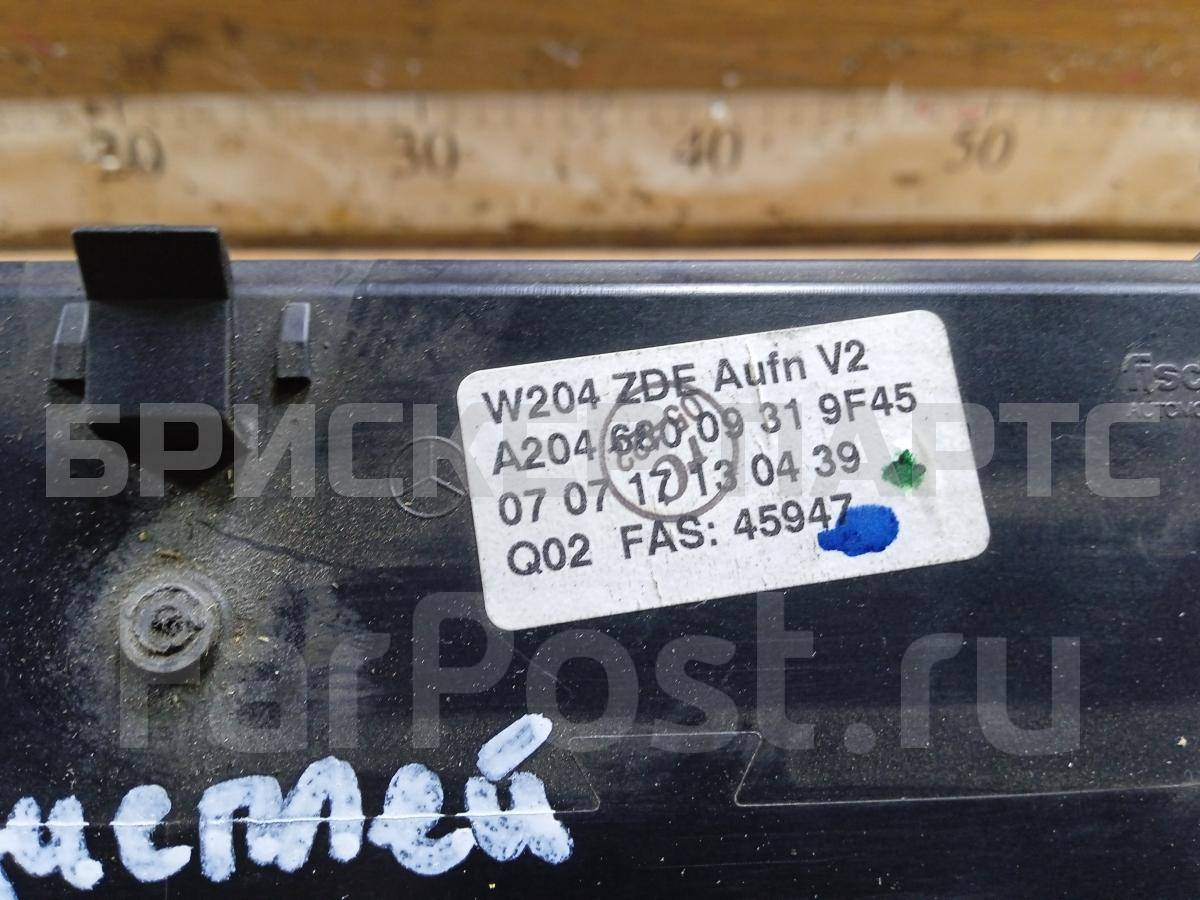 20 30 40 50
W204 ZDE Aufn V2
A204 680 09 31 9F45
07 07 12 13 04 39
Q02 FAS: 45947
БРИСКЕТПАРТС
FarPost.ru